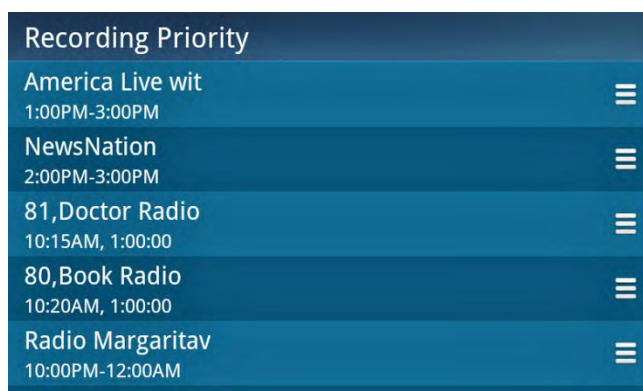 Recording Priority
America Live wit
1:00PM-3:00PM
NewsNation
2:00PM-3:00PM
81,Doctor Radio
10:15AM, 1:00:00
80,Book Radio
10:20AM, 1:00:00
Radio Margaritav
10:00PM-12:00AM